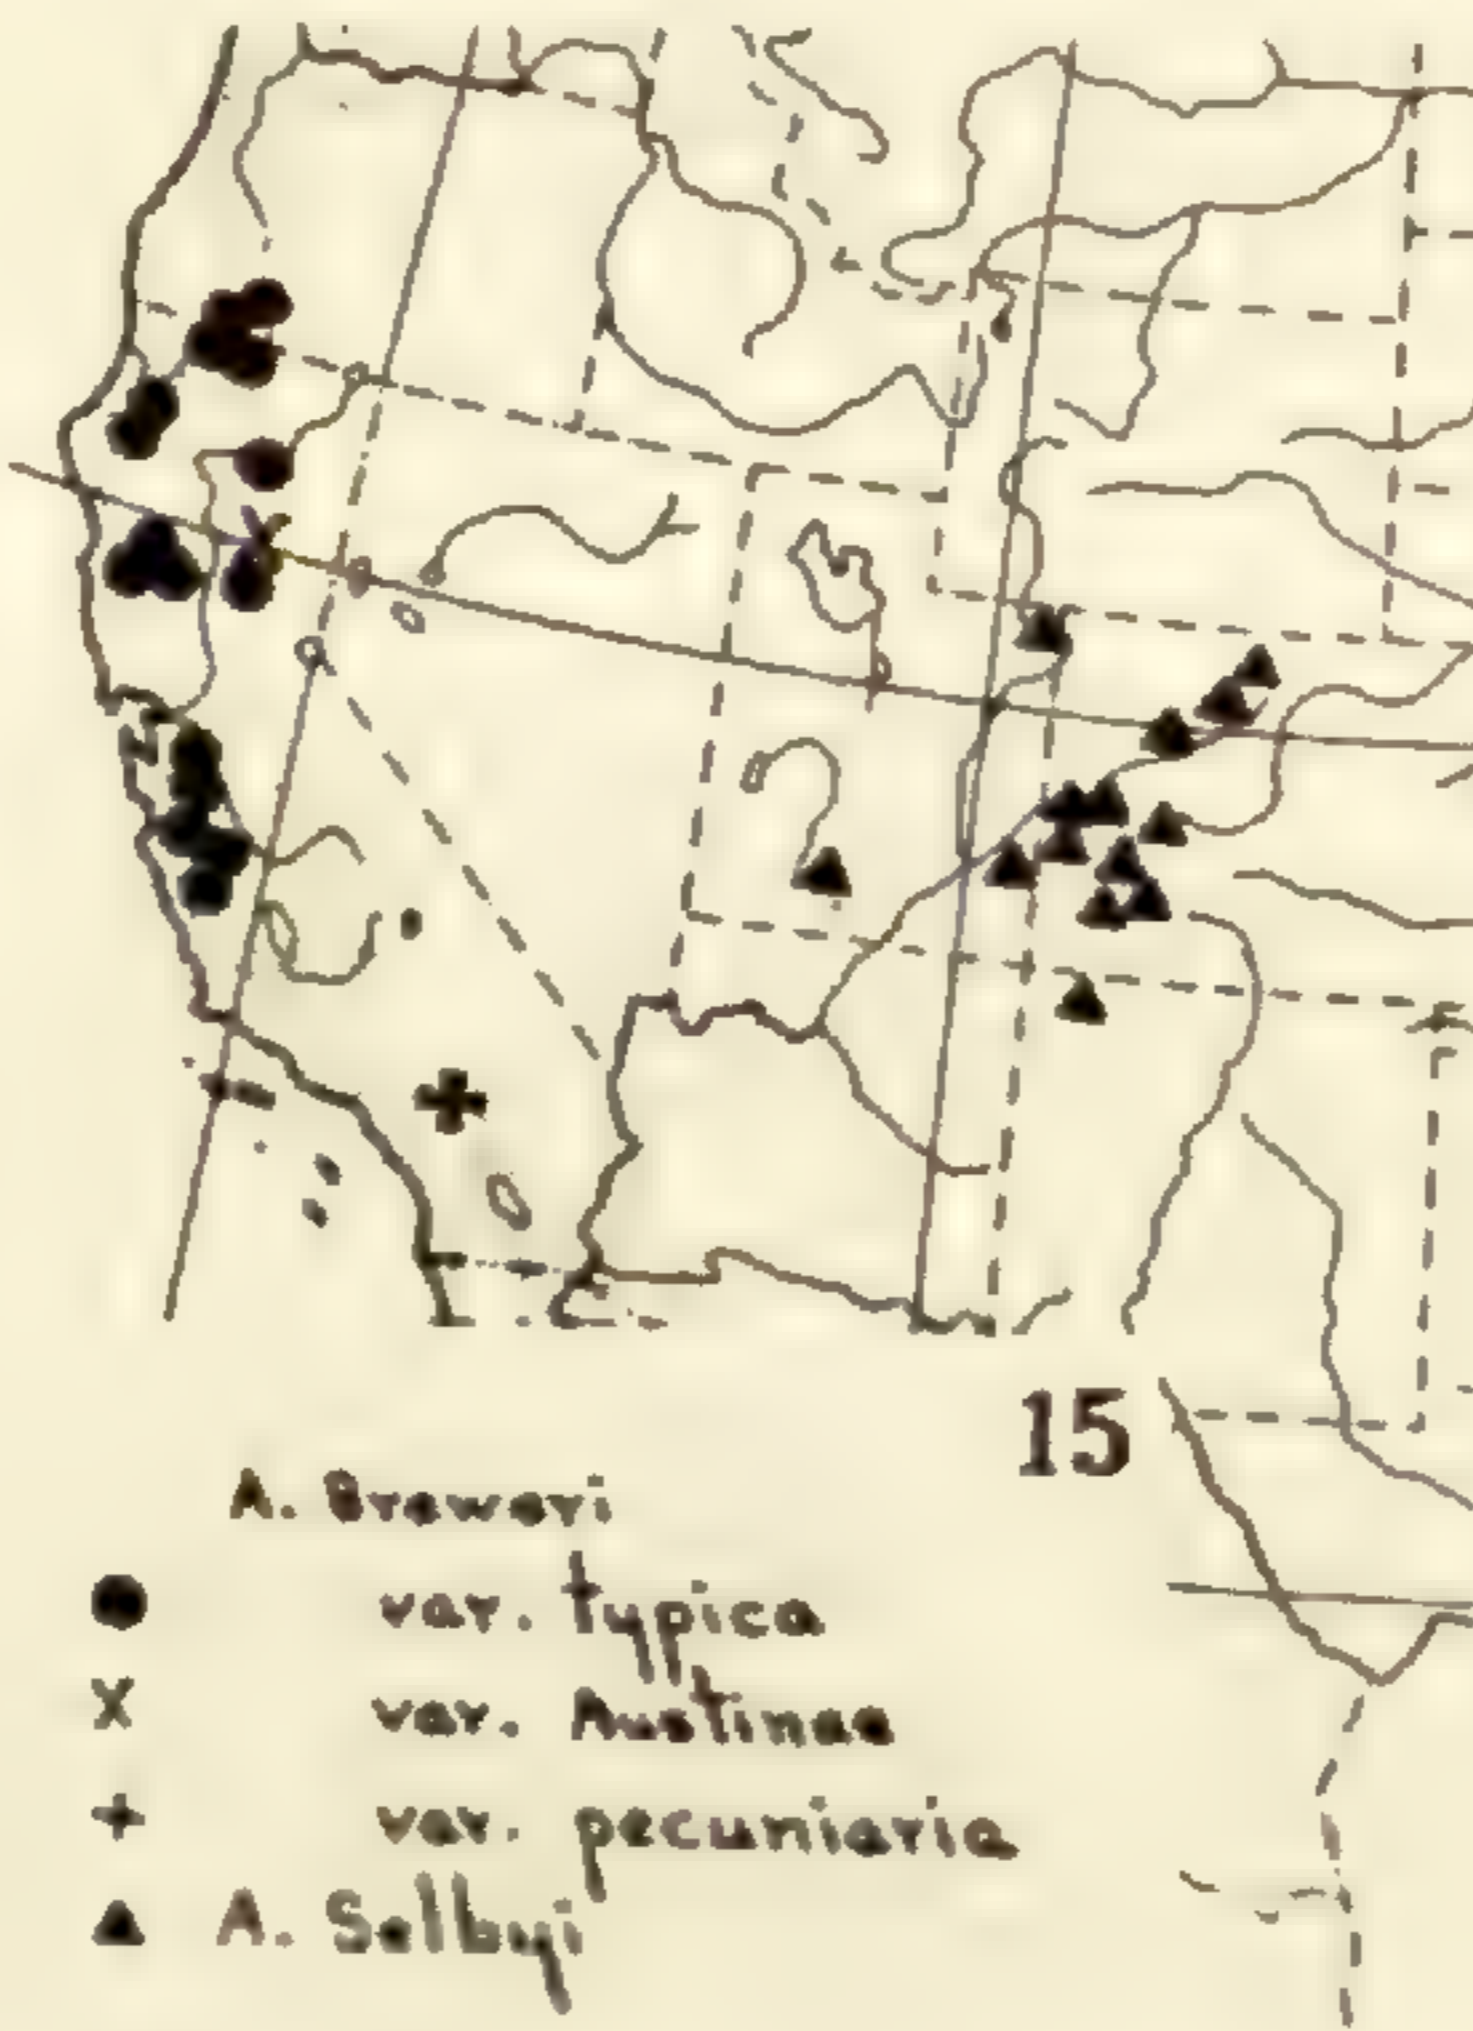 15
A. Breweri
var. typica
X var. Austinae
+ var. pecuniaria
A. Selbyi